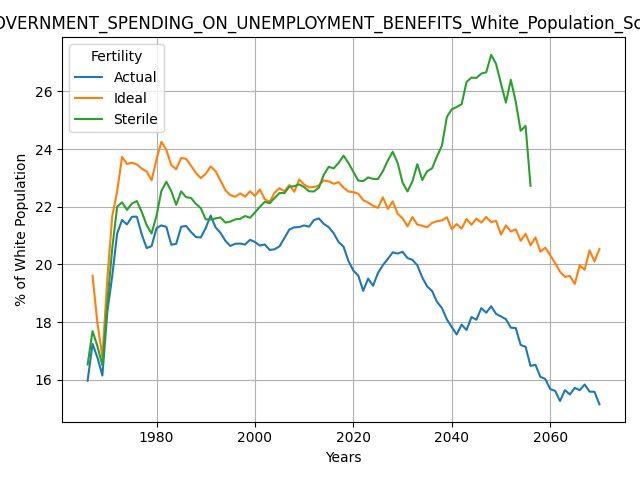 OVERNMENT_SPENDING_ON_UNEMPLOYMENT_BENEFITS_White_Population_Sc
Fertility
Actual
Ideal
Sterile
% of White Population
26
24
22
20
18
16
1980
2000
2020
2040
2060
Years